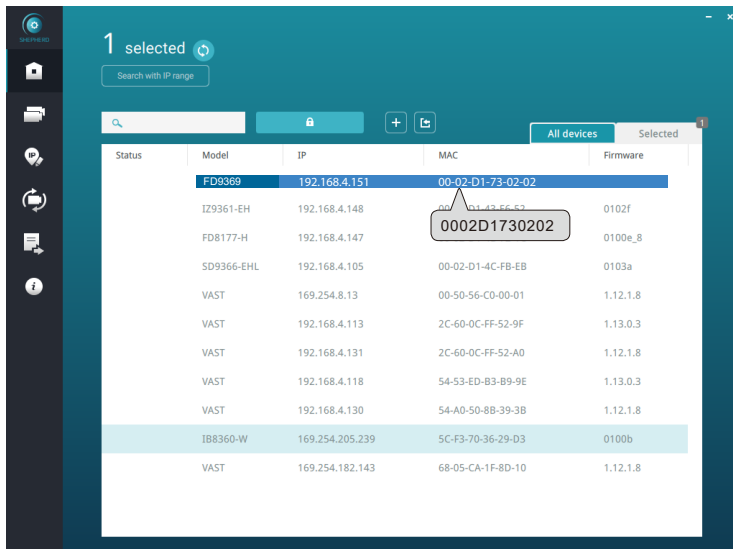 SHEPHERD
1 selected
Search with IP range
IP
1
All devices Selected
Status Model IP MAC Firmware
FD9369 192.168.4.151 00-02-D1-73-02-02
IZ9361-EH 192.168.4.148 0102f
0002D1730202
FD8177-H 192.168.4.147 0100e_8
SD9366-EHL 192.168.4.105 00-02-D1-4C-FB-EB 0103a
VAST 169.254.8.13 00-50-56-C0-00-01 1.12.1.8
VAST 192.168.4.113 2C-60-0C-FF-52-9F 1.13.0.3
VAST 192.168.4.131 2C-60-0C-FF-52-A0 1.12.1.8
VAST 192.168.4.118 54-53-ED-B3-B9-9E 1.13.0.3
VAST 192.168.4.130 54-A0-50-8B-39-3B 1.12.1.8
IB8360-W 169.254.205.239 5C-F3-70-36-29-D3 0100b
VAST 169.254.182.143 68-05-CA-1F-8D-10 1.12.1.8